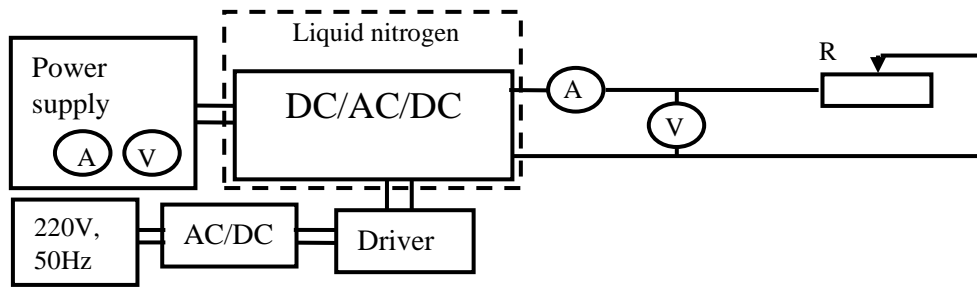 Liquid nitrogen
Power
supply
A
V
DC/AC/DC
A
V
R
220V,
50Hz
AC/DC
Driver